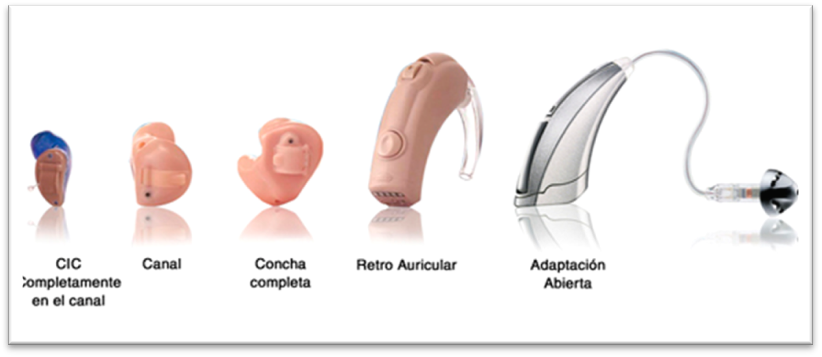 CIC
Completamente
en el canal
Canal
Concha
completa
Retro Auricular
Adaptación
Abierta